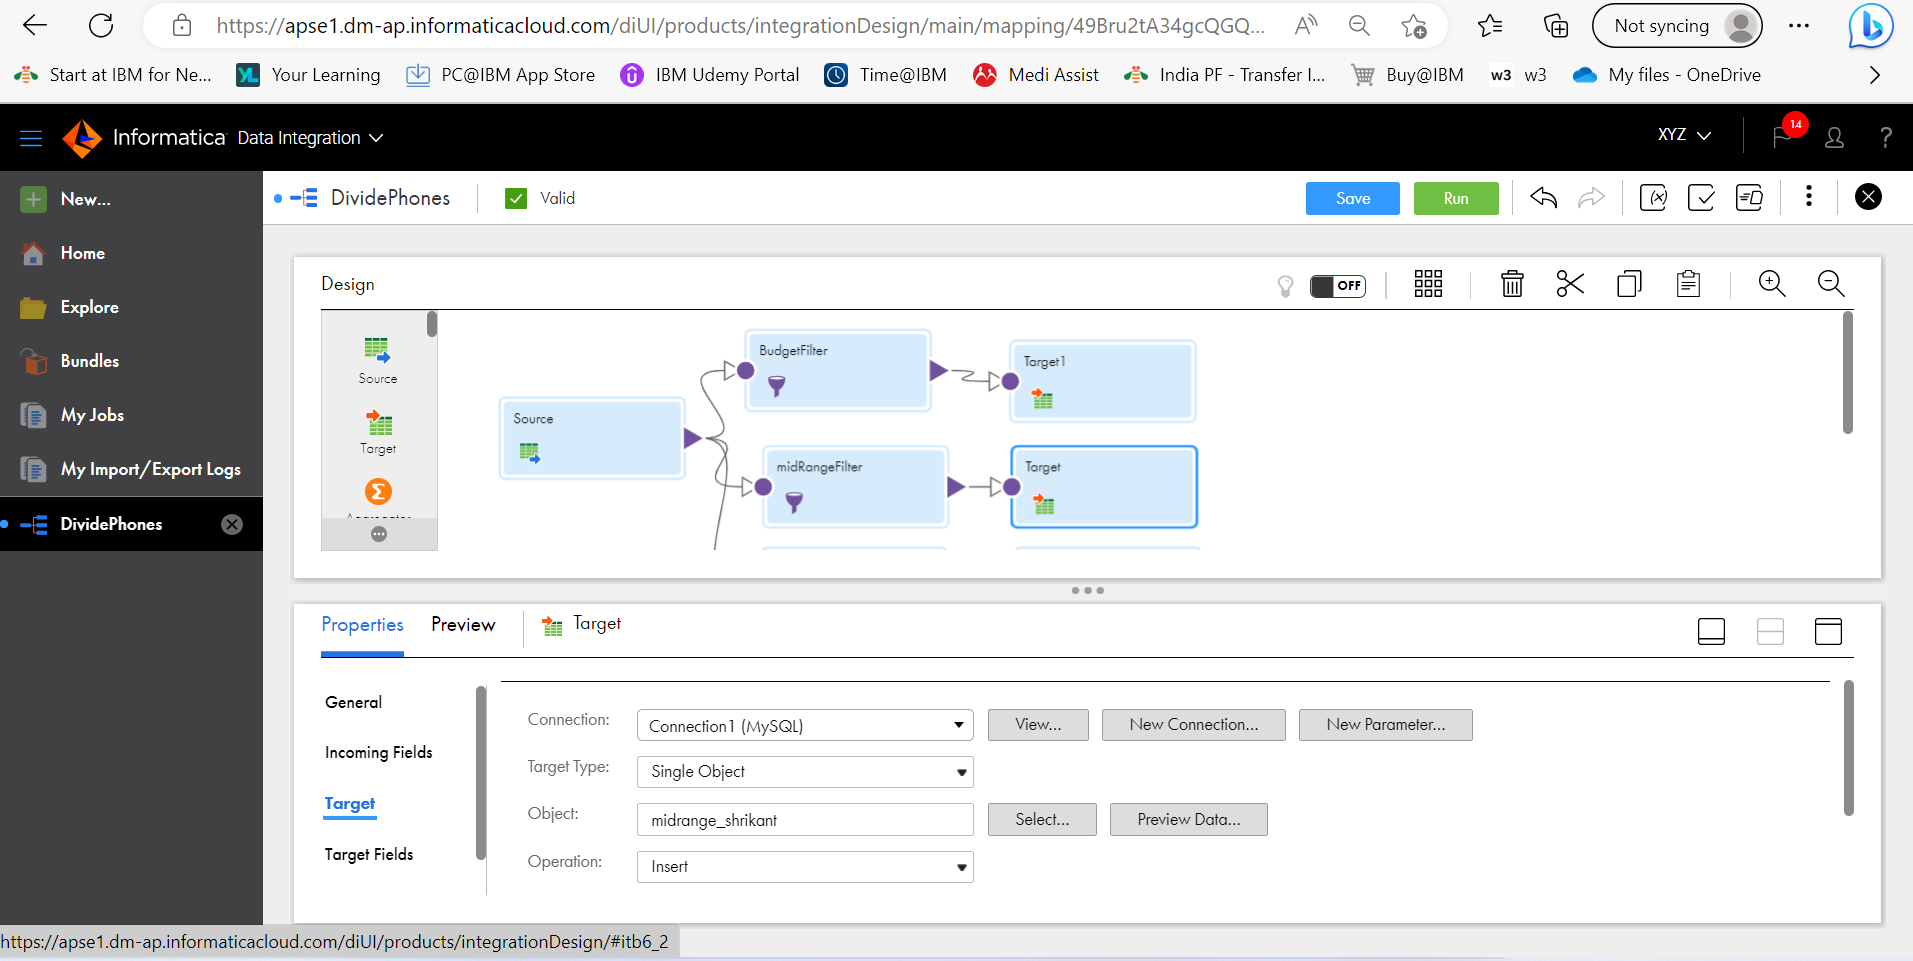 https://apse1.dm-ap.informaticacloud.com/diUI/products/integrationDesign/main/mapping/49Bru2tA34gcQGQ... Not syncing
Start at IBM for Ne... Your Learning PC@IBM App Store IBM Udemy Portal Time@IBM Medi Assist India PF - Transfer I... Buy@IBM w3 w3 My files - OneDrive
Informatica Data Integration XYZ 14 ?
New... DividePhones Valid Save Run
Home
Design OFF
Explore
Bundles
My Jobs
My Import/Export Logs
DividePhones
Source
Target
Source
BudgetFilter
Target1
midRangeFilter
Target
Properties Preview Target
General
Incoming Fields
Target
Target Fields
Connection: Connection1 (MySQL) View... New Connection... New Parameter...
Target Type: Single Object
Object: midrange_shrikant Select... Preview Data...
Operation: Insert
https://apse1.dm-ap.informaticacloud.com/diUI/products/integrationDesign/#itb6_2